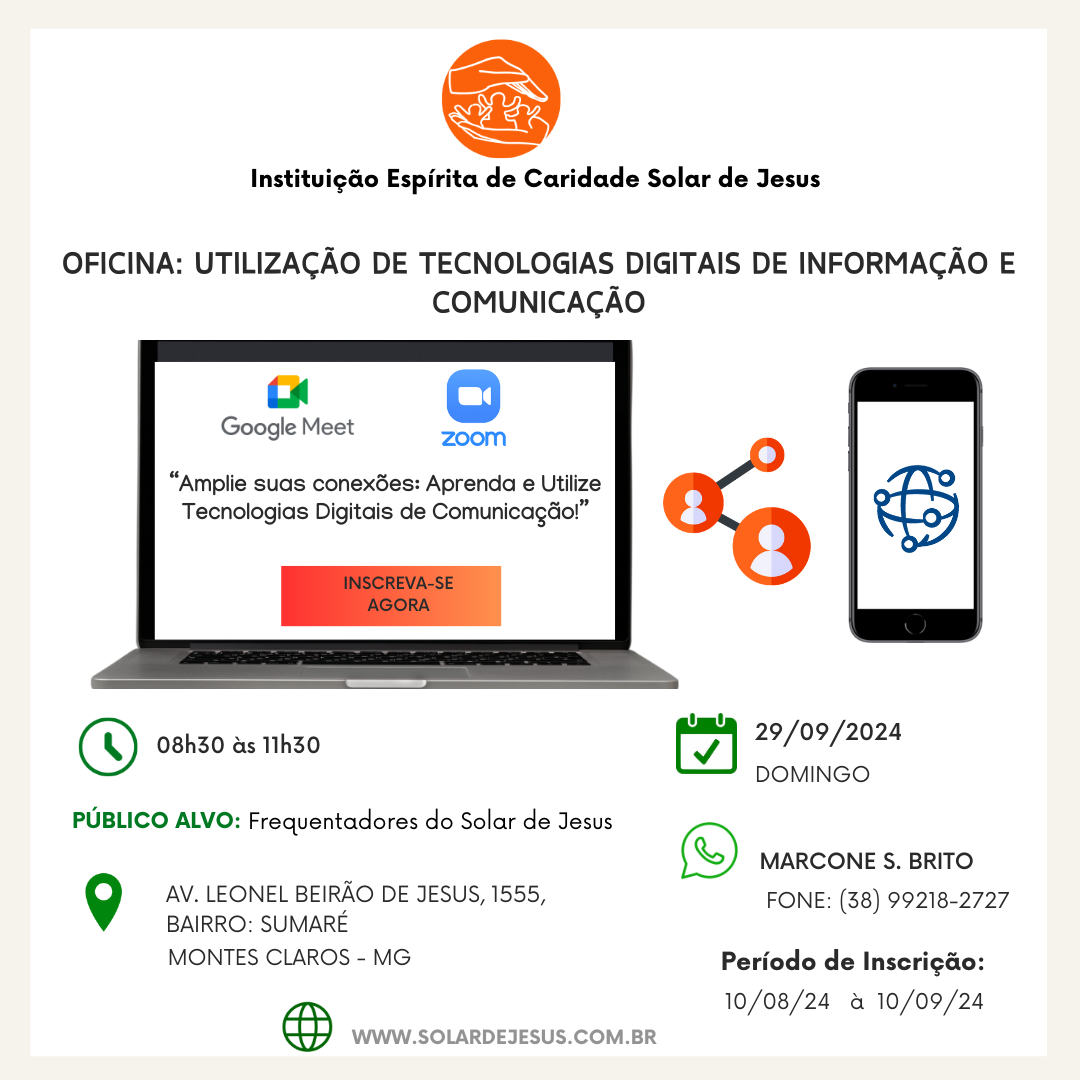 Instituição Espírita de Caridade Solar de Jesus
OFICINA: UTILIZAÇÃO DE TECNOLOGIAS DIGITAIS DE INFORMAÇÃO E
COMUNICAÇÃO
Google Meet
zoom
“Amplie suas conexões: Aprenda e Utilize
Tecnologias Digitais de Comunicação!”
INSCREVA-SE
AGORA
08h30 às 11h30
29/09/2024
DOMINGO
PÚBLICO ALVO: Frequentadores do Solar de Jesus
MARCONE S. BRITO
FONE: (38) 99218-2727
AV. LEONEL BEIRÃO DE JESUS, 1555,
BAIRRO: SUMARÉ
MONTES CLAROS - MG
Período de Inscrição:
10/08/24 à 10/09/24
WWW.SOLARDEJESUS.COM.BR